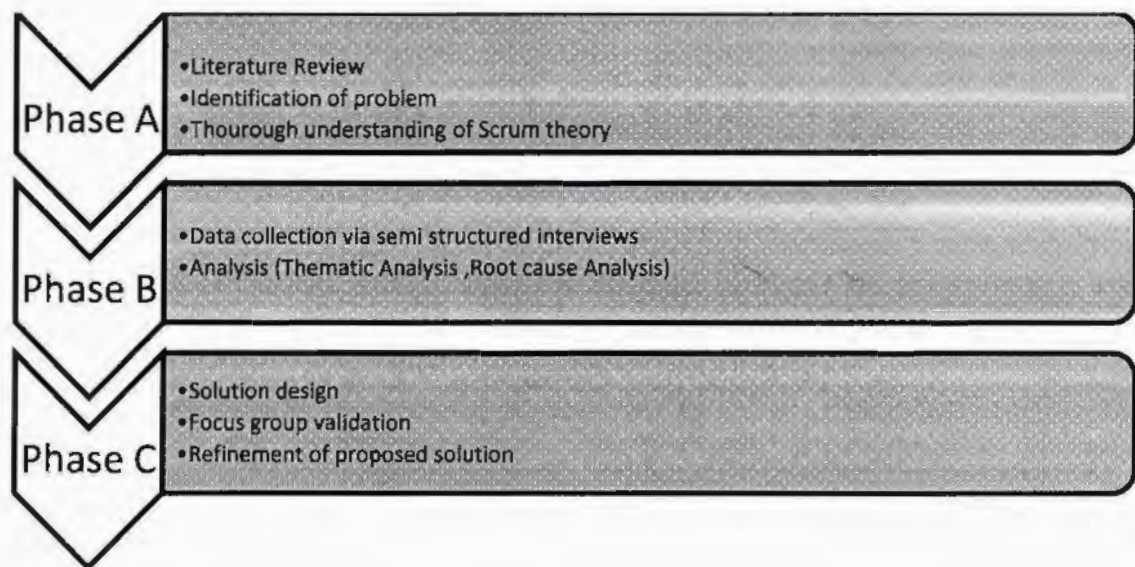 Phase A
•Literature Review
•Identification of problem
•Thourough understanding of Scrum theory
Phase B
•Data collection via semi structured interviews
•Analysis (Thematic Analysis ,Root cause Analysis)
Phase C
•Solution design
•Focus group validation
•Refinement of proposed solution